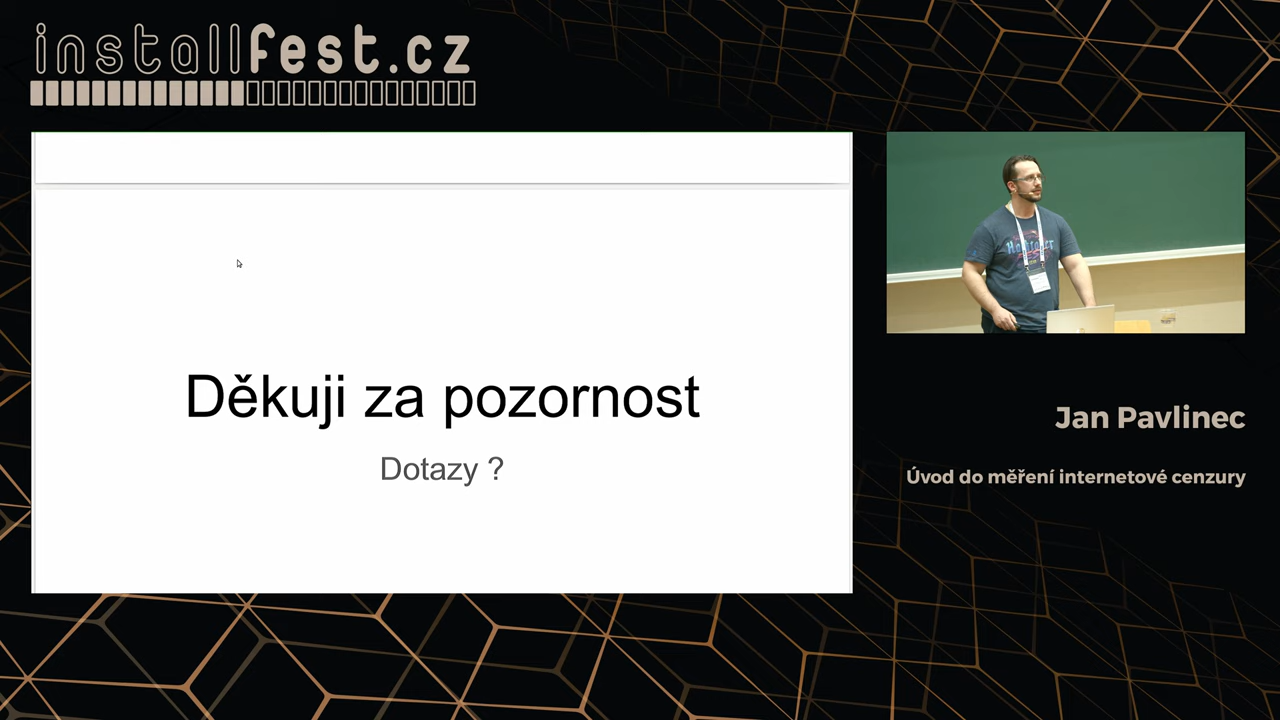 installfest.cz
Děkuji za pozornost
Dotazy ?
Jan Pavlinec
Úvod do měření internetové cenzury